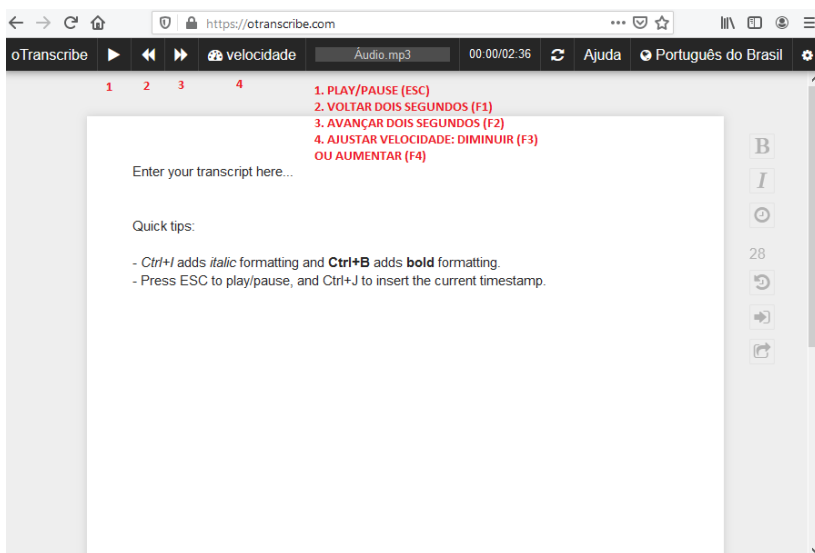 https://otranscribe.com
oTranscribe velocidade Áudio.mp3 00:00/02:36 Ajuda Português do Brasil
1 2 3 4
1. PLAY/PAUSE (ESC)
2. VOLTAR DOIS SEGUNDOS (F1)
3. AVANÇAR DOIS SEGUNDOS (F2)
4. AJUSTAR VELOCIDADE: DIMINUIR (F3)
OU AUMENTAR (F4)
B
Enter your transcript here...
I
Quick tips:
28
- Ctrl+I adds italic formatting and Ctrl+B adds bold formatting.
- Press ESC to play/pause, and Ctrl+J to insert the current timestamp.